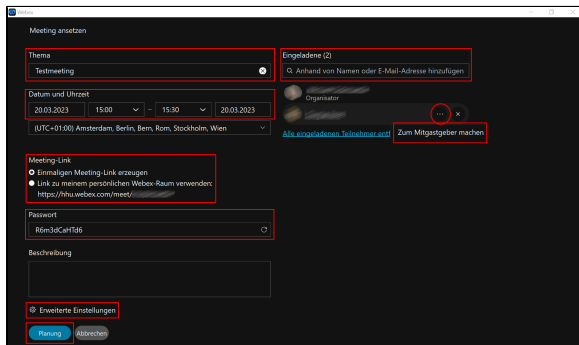 Webex
Meeting ansetzen
Thema
Testmeeting
Datum und Uhrzeit
20.03.2023 15:00 – 15:30 20.03.2023
(UTC+01:00) Amsterdam, Berlin, Bern, Rom, Stockholm, Wien
Meeting-Link
Einmaligen Meeting-Link erzeugen
Link zu meinem persönlichen Webex-Raum verwenden:
https://hhu.webex.com/meet/
Passwort
R6m3dCaHTd6
Beschreibung
Erweiterte Einstellungen
Planung Abbrechen
Eingeladene (2)
Anhand von Namen oder E-Mail-Adresse hinzufügen
Organisator
Alle eingeladenen Teilnehmer entf
Zum Mitgastgeber machen